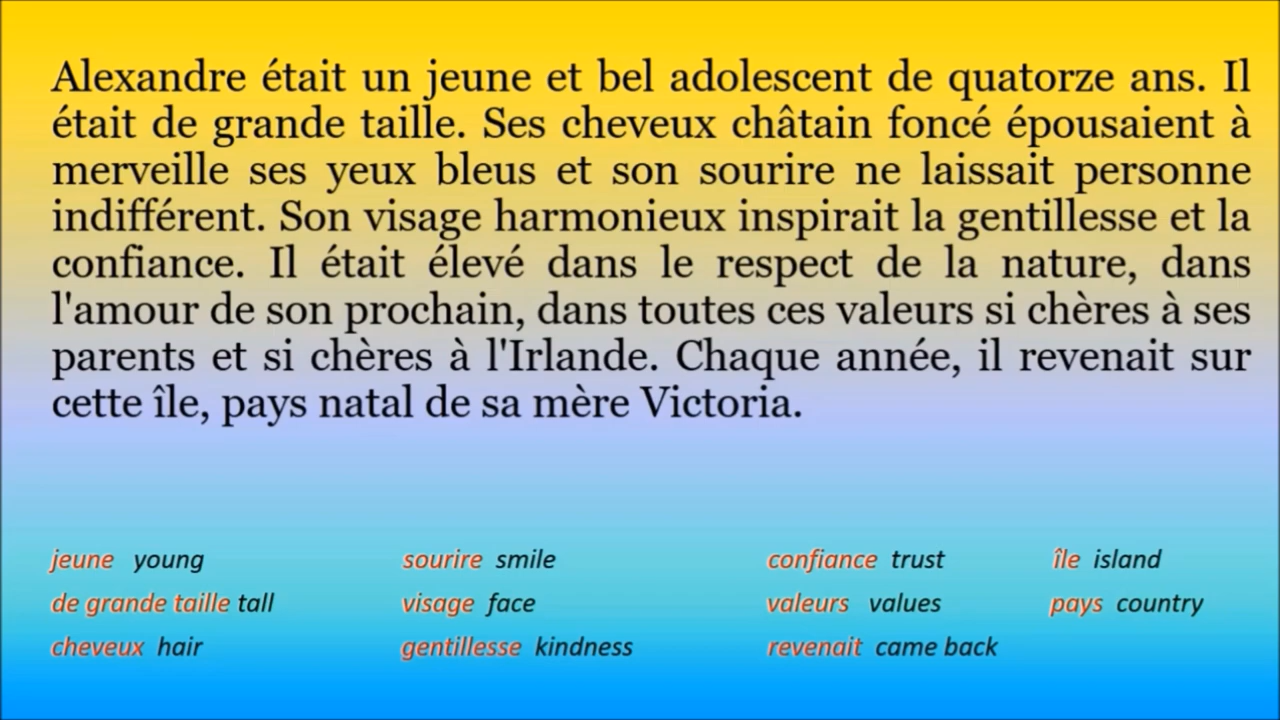 Alexandre était un jeune et bel adolescent de quatorze ans. Il
était de grande taille. Ses cheveux châtain foncé épousaient à
merveille ses yeux bleus et son sourire ne laissait personne
indifférent. Son visage harmonieux inspirait la gentillesse et la
confiance. Il était élevé dans le respect de la nature, dans
l'amour de son prochain, dans toutes ces valeurs si chères à ses
parents et si chères à l'Irlande. Chaque année, il revenait sur
cette île, pays natal de sa mère Victoria.
jeune young sourire smile confiance trust île island
de grande taille tall visage face valeurs values pays country
cheveux hair gentillesse kindness revenait came back